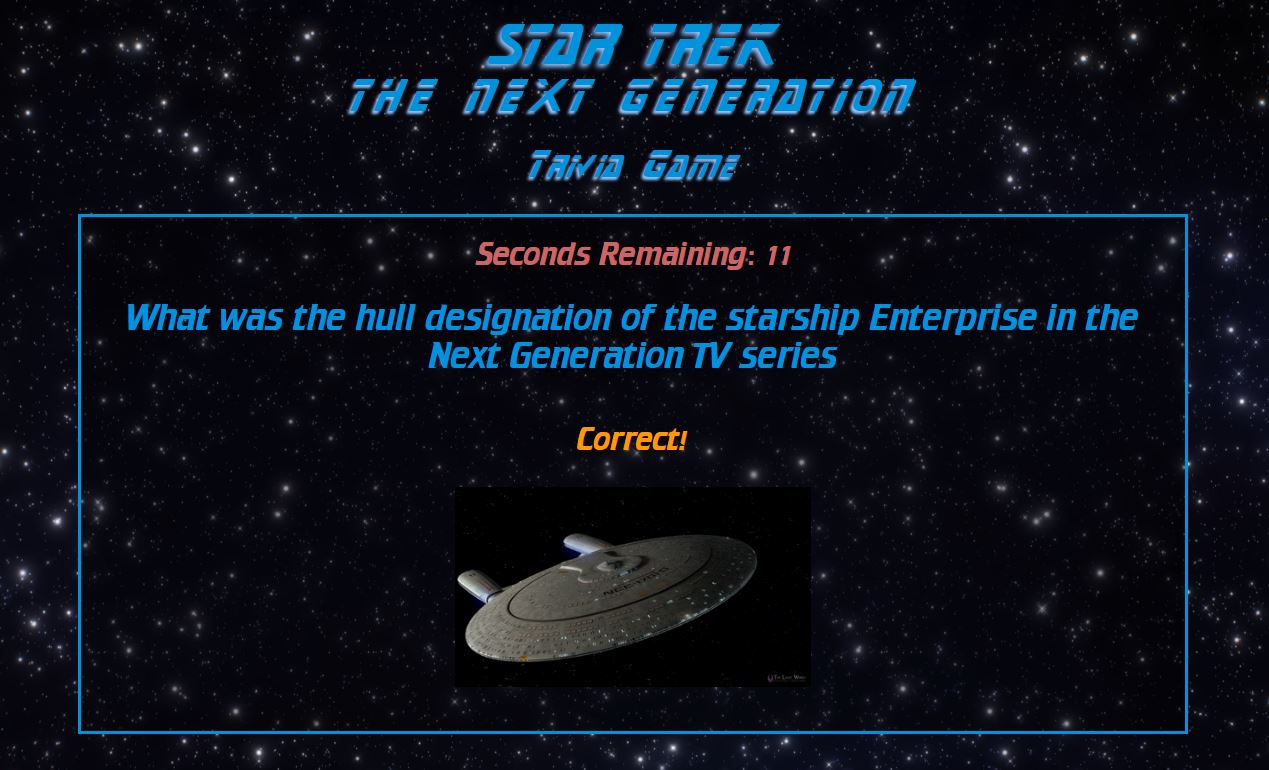 STAR TREK
THE NEXT GENERATION
Trivia Game
Seconds Remaining: 11
What was the hull designation of the starship Enterprise in the
Next Generation TV series
Correct!